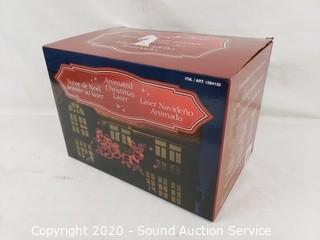 ITM. / ART. 1284135
Scène de Noël
animée au laser
Animated
Christmas
Laser
Láser Navideño
Animado
Copyright 2020 - Sound Auction Service